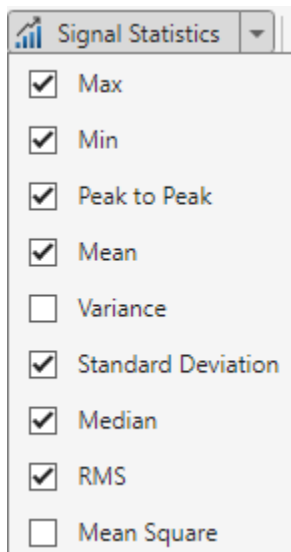 Signal Statistics
Max
Min
Peak to Peak
Mean
Variance
Standard Deviation
Median
RMS
Mean Square